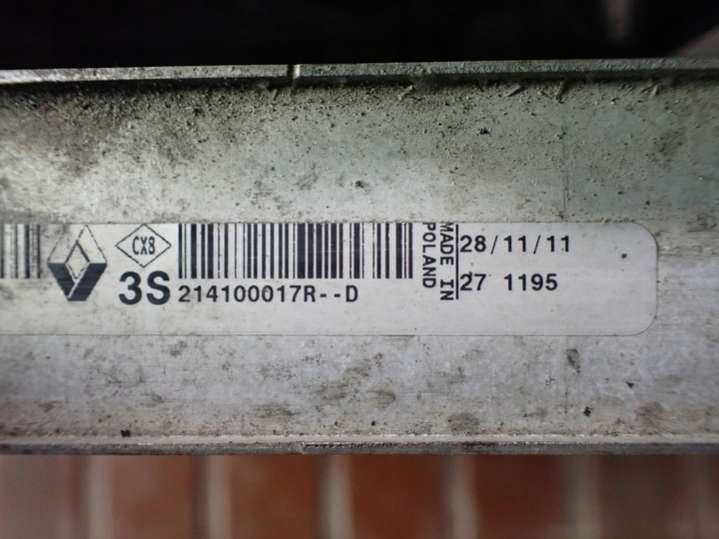 CX8
3S
214100017R--D
MADE IN
POLAND
28/11/11
27 1195